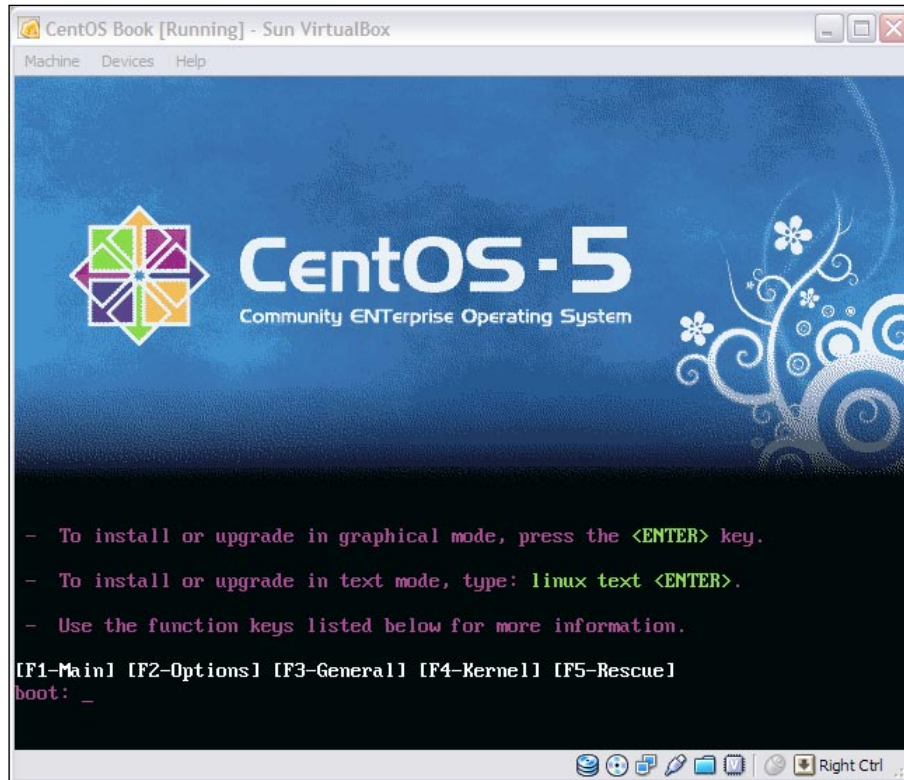 CentOS Book [Running] - Sun VirtualBox
Machine Devices Help
CentOS-5
Community ENTerprise Operating System
- To install or upgrade in graphical mode, press the <ENTER> key.
- To install or upgrade in text mode, type: linux text <ENTER>.
- Use the function keys listed below for more information.
[F1-Main] [F2-Options] [F3-General] [F4-Kernel] [F5-Rescue]
boot: _
Right Ctrl